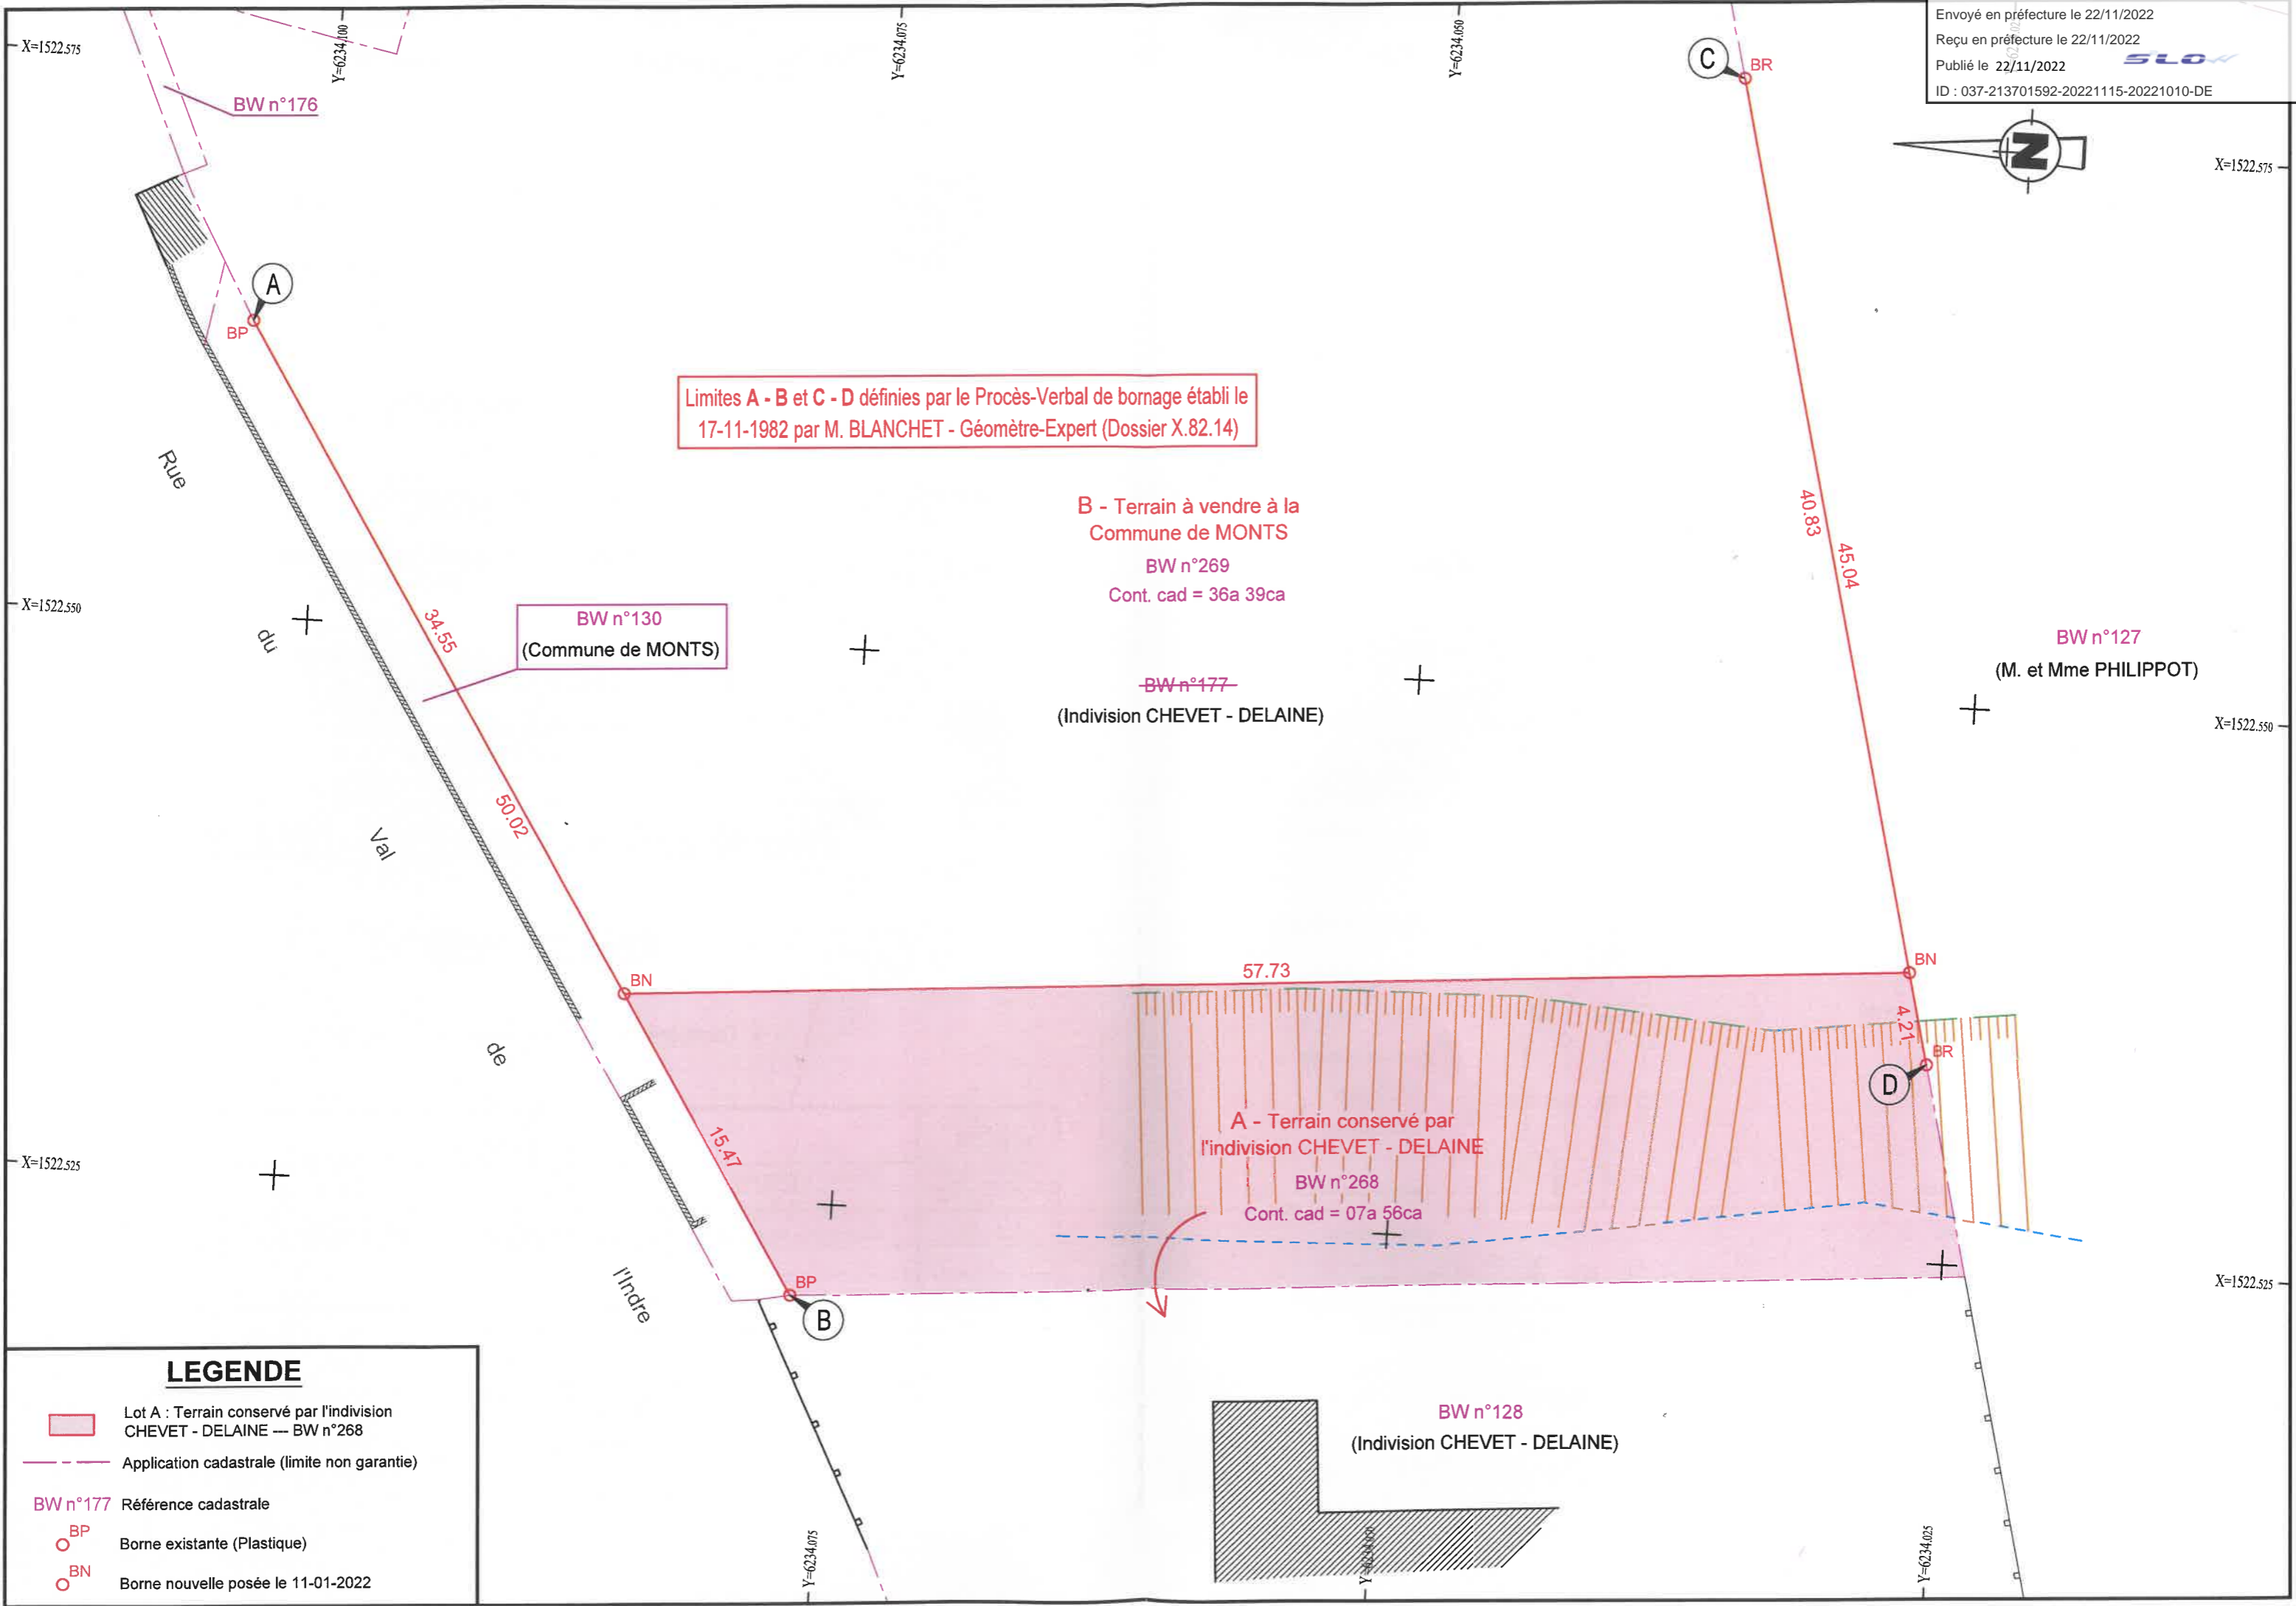 Envoyé en préfecture le 22/11/2022
Reçu en préfecture le 22/11/2022
Publié le 22/11/2022
SLOW
ID : 037-213701592-20221115-20221010-DE
X=1522.575
Y=6234.100
Y=6234.075
Y=6234.050
C
BR
N
X=1522.575
BW n°176
A
BP
Limites A - B et C - D définies par le Procès-Verbal de bornage établi le
17-11-1982 par M. BLANCHET - Géomètre-Expert (Dossier X.82.14)
Rue
du
Val
de
l'Indre
B - Terrain à vendre à la
Commune de MONTS
BW n°269
Cont. cad = 36a 39ca
40.83
45.04
X=1522.550
34.55
BW n°130
(Commune de MONTS)
BW n°177
(Indivision CHEVET - DELAINE)
BW n°127
(M. et Mme PHILIPPOT)
X=1522.550
50.02
BN
57.73
BN
4.21
BR
D
A - Terrain conservé par
l'indivision CHEVET - DELAINE
BW n°268
Cont. cad = 07a 56ca
15.47
X=1522.525
BP
B
X=1522.525
LEGENDE
Lot A : Terrain conservé par l'indivision
CHEVET - DELAINE --- BW n°268
Application cadastrale (limite non garantie)
BW n°177 Référence cadastrale
BP
Borne existante (Plastique)
BN
Borne nouvelle posée le 11-01-2022
BW n°128
(Indivision CHEVET - DELAINE)
Y=6234.075
Y=6234.050
Y=6234.025